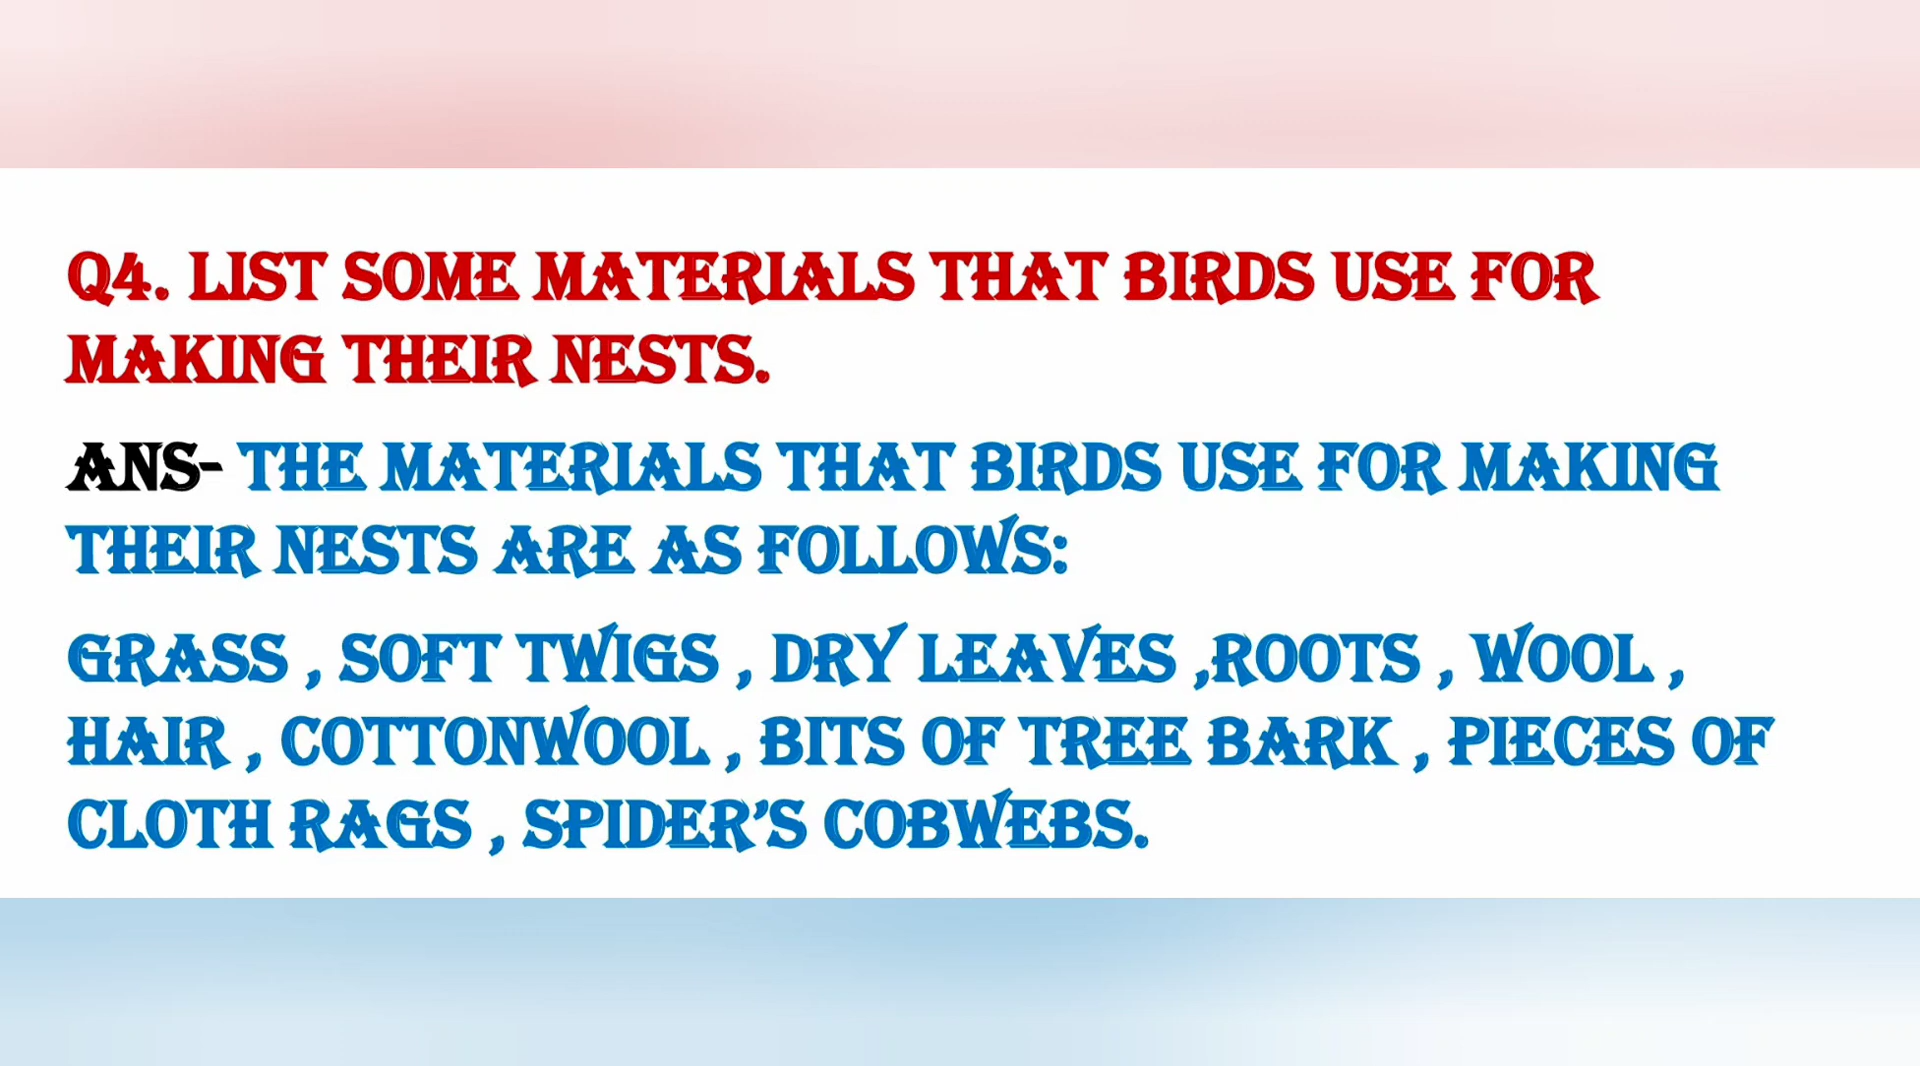 Q4. LIST SOME MATERIALS THAT BIRDS USE FOR
MAKING THEIR NESTS.
ANS- THE MATERIALS THAT BIRDS USE FOR MAKING
THEIR NESTS ARE AS FOLLOWS:
GRASS , SOFT TWIGS , DRY LEAVES ,ROOTS , WOOL ,
HAIR , COTTONWOOL , BITS OF TREE BARK , PIECES OF
CLOTH RAGS , SPIDER’S COBWEBS.